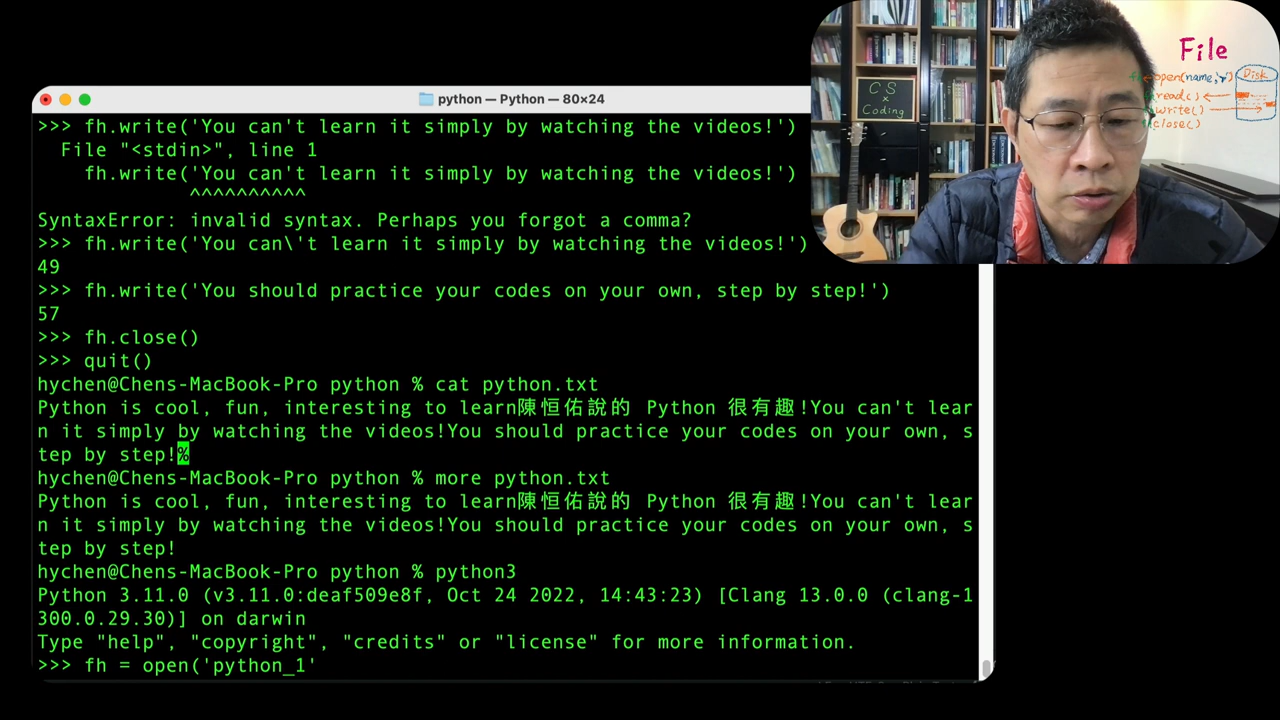 python — Python — 80×24
>>> fh.write('You can't learn it simply by watching the videos!')
  File "<stdin>", line 1
    fh.write('You can't learn it simply by watching the videos!')
             ^^^^^^^^^^
SyntaxError: invalid syntax. Perhaps you forgot a comma?
>>> fh.write('You can\'t learn it simply by watching the videos!')
49
>>> fh.write('You should practice your codes on your own, step by step!')
57
>>> fh.close()
>>> quit()
hychen@Chens-MacBook-Pro python % cat python.txt
Python is cool, fun, interesting to learn陳恒佑說的 Python 很有趣!You can't lear
n it simply by watching the videos!You should practice your codes on your own, s
tep by step!%
hychen@Chens-MacBook-Pro python % more python.txt
Python is cool, fun, interesting to learn陳恒佑說的 Python 很有趣!You can't lear
n it simply by watching the videos!You should practice your codes on your own, s
tep by step!
hychen@Chens-MacBook-Pro python % python3
Python 3.11.0 (v3.11.0:deaf509e8f, Oct 24 2022, 14:43:23) [Clang 13.0.0 (clang-1
300.0.29.30)] on darwin
Type "help", "copyright", "credits" or "license" for more information.
>>> fh = open('python_1'
CS
×
Coding
File
open(name,'r')
Disk
read()
write()
close()